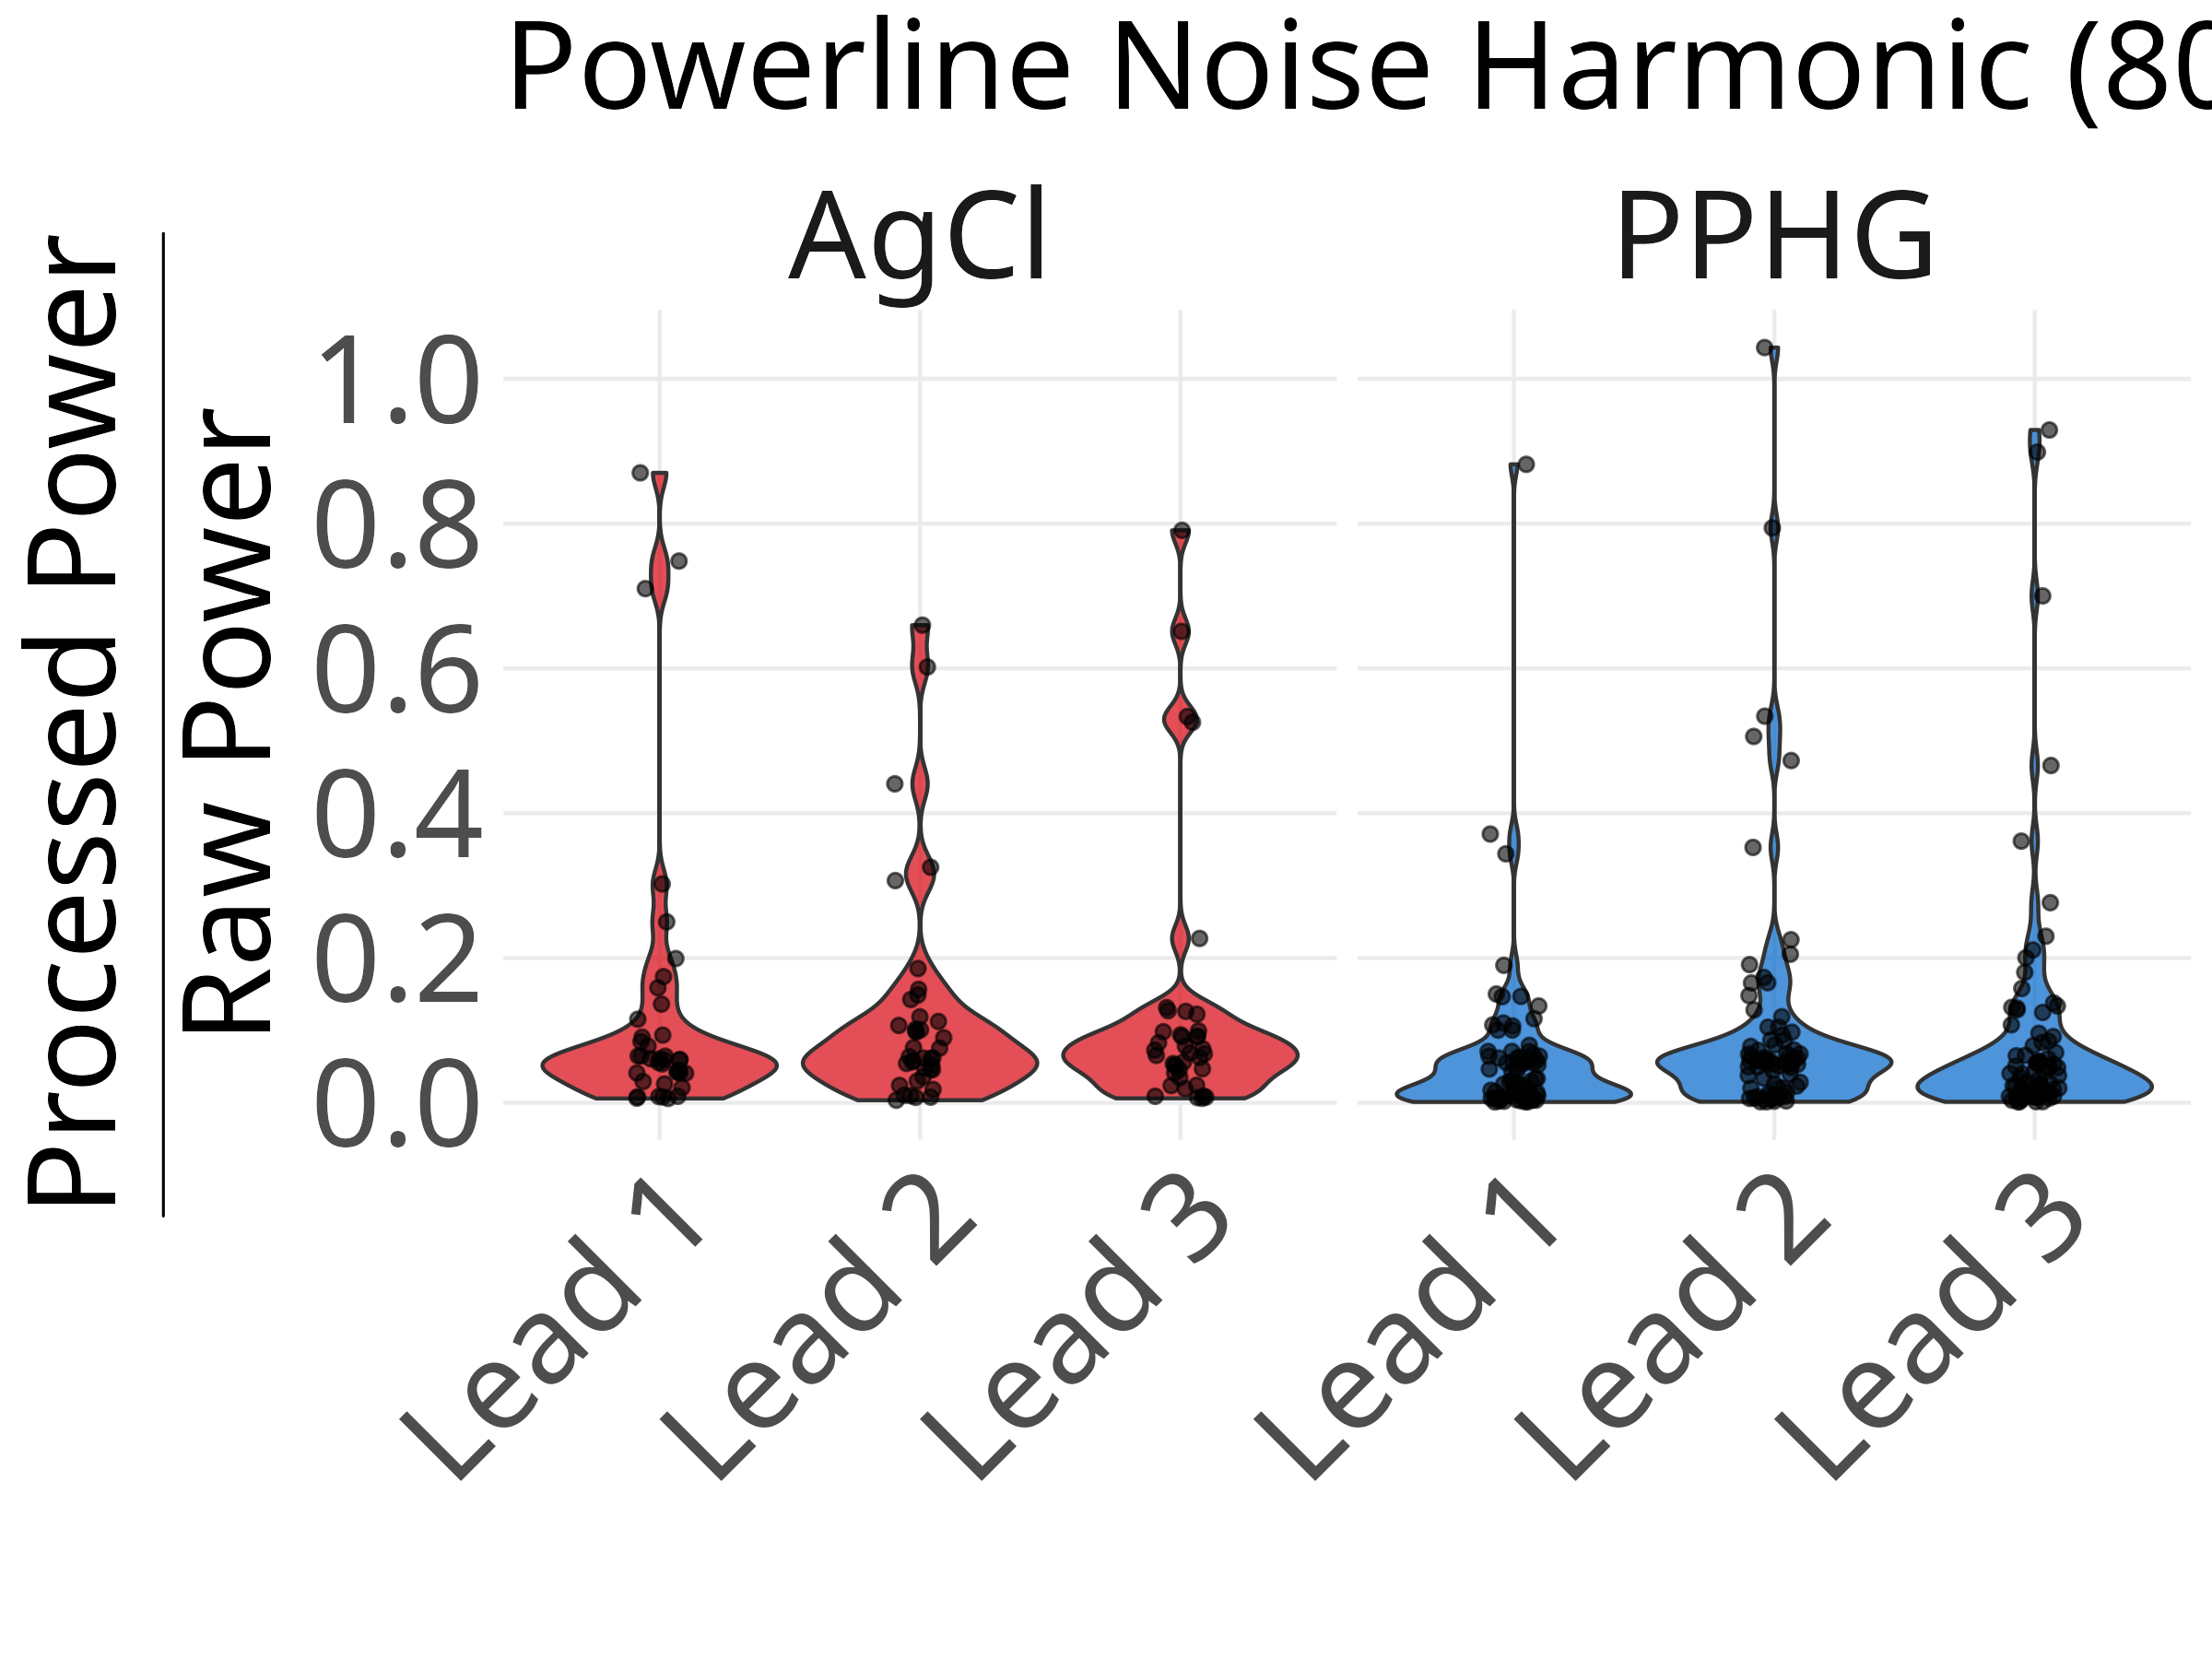 Powerline Noise Harmonic (80
AgCl
PPHG
Processed Power
Raw Power
1.0
0.8
0.6
0.4
0.2
0.0
Lead 1
Lead 2
Lead 3
Lead 1
Lead 2
Lead 3